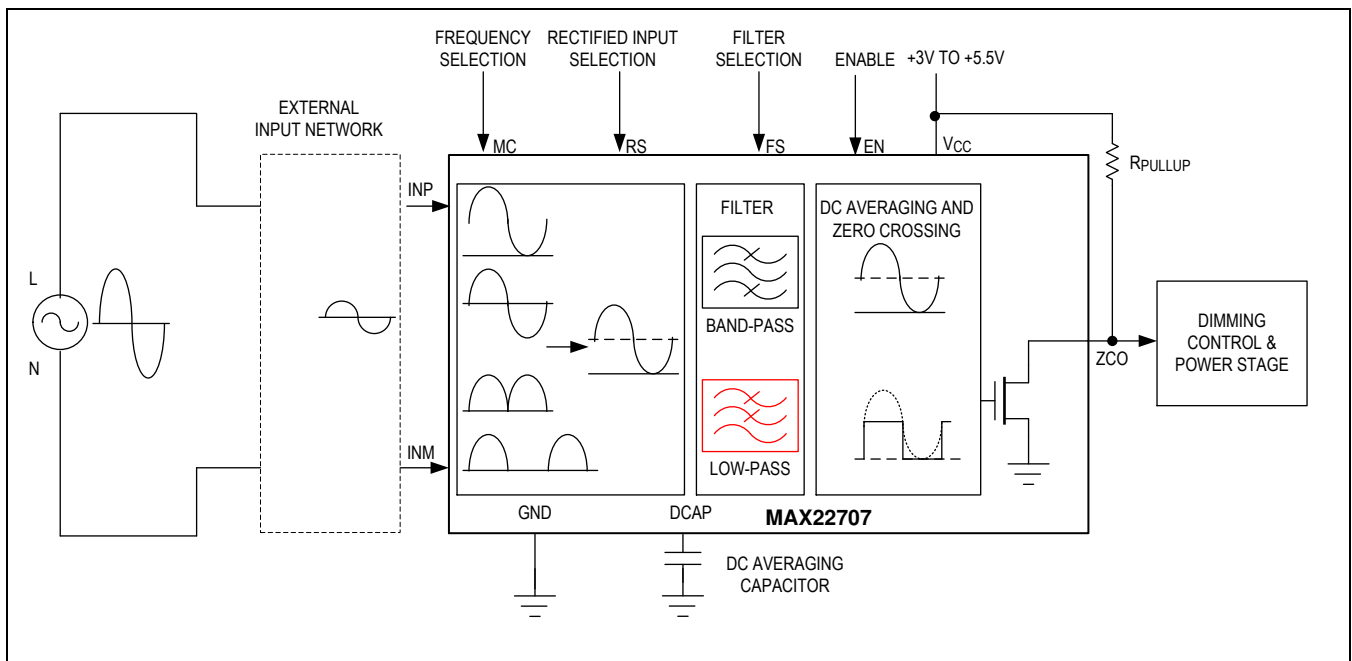 FREQUENCY
SELECTION
RECTIFIED INPUT
SELECTION
FILTER
SELECTION
ENABLE
+3V TO +5.5V
EXTERNAL
INPUT NETWORK
MC
RS
FS
EN
VCC
RPULLUP
INP
FILTER
DC AVERAGING AND
ZERO CROSSING
L
N
BAND-PASS
DIMMING
CONTROL &
POWER STAGE
ZCO
INM
LOW-PASS
GND
DCAP
MAX22707
DC AVERAGING
CAPACITOR